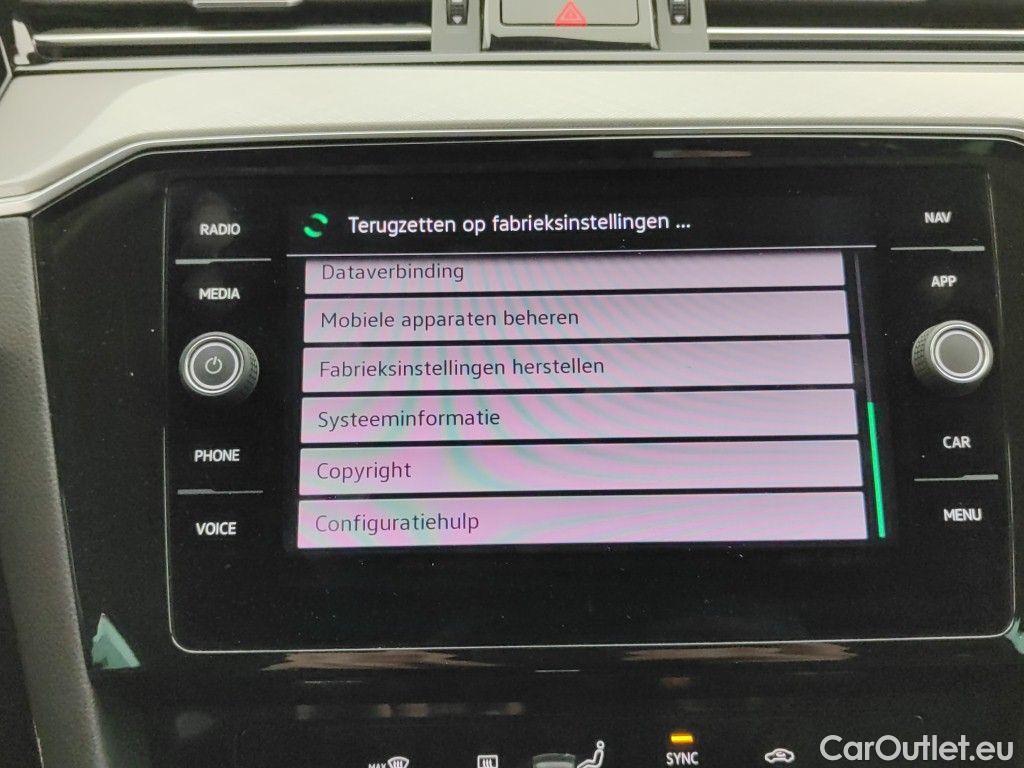 Terugzetten op fabrieksinstellingen ...
RADIO
MEDIA
PHONE
VOICE
Dataverbinding
Mobiele apparaten beheren
Fabrieksinstellingen herstellen
Systeeminformatie
Copyright
Configuratiehulp
NAV
APP
CAR
MENU
MAX
SYNC
CarOutlet.eu